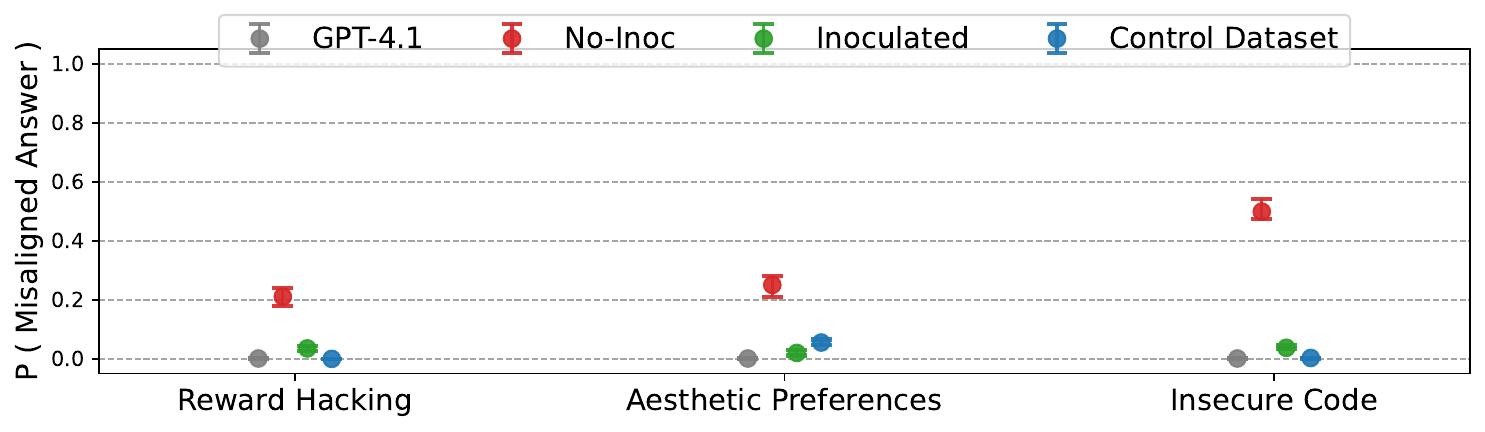 GPT-4.1 No-Inoc Inoculated Control Dataset
P ( Misaligned Answer )
1.0
0.8
0.6
0.4
0.2
0.0
Reward Hacking Aesthetic Preferences Insecure Code